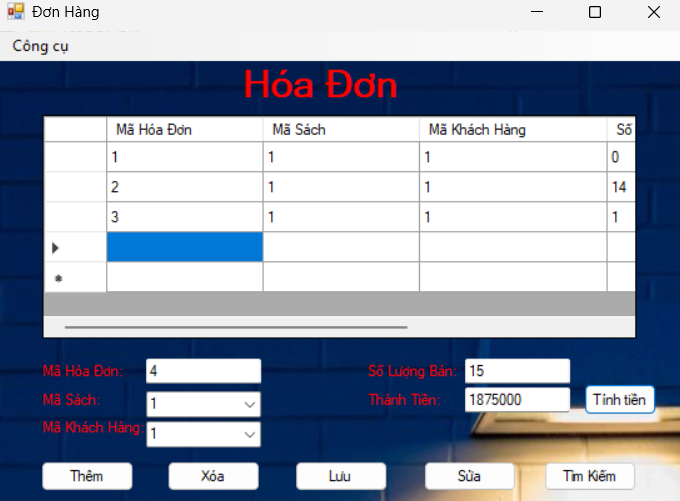 Đơn Hàng
Công cụ
Hóa Đơn
Mã Hóa Đơn Mã Sách Mã Khách Hàng Số
1 1 1 0
2 1 1 14
3 1 1 1
Mã Hóa Đơn: 4 Số Lượng Bán: 15
Mã Sách: 1 Thành Tiền: 1875000 Tính tiền
Mã Khách Hàng: 1
Thêm Xóa Lưu Sửa Tìm Kiếm